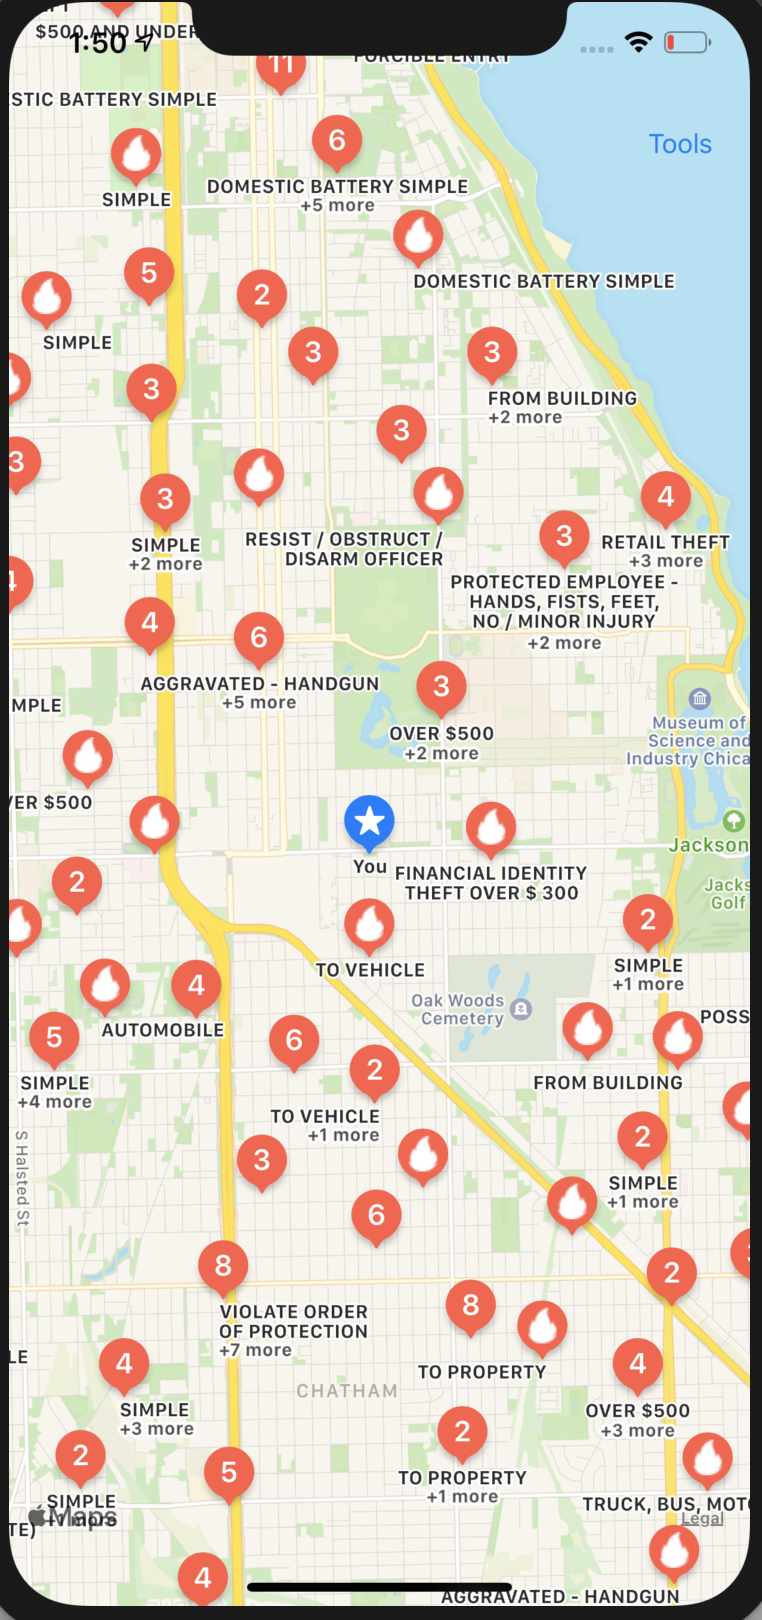 $500 AND UNDER
1:50
11
FORCIBLE ENTRY
STIC BATTERY SIMPLE
6
Tools
DOMESTIC BATTERY SIMPLE
+5 more
SIMPLE
DOMESTIC BATTERY SIMPLE
5
2
SIMPLE
3
3
3
FROM BUILDING
+2 more
3
3
3
4
SIMPLE
+2 more
RESIST / OBSTRUCT /
DISARM OFFICER
3
RETAIL THEFT
+3 more
4
PROTECTED EMPLOYEE -
HANDS, FISTS, FEET,
NO / MINOR INJURY
+2 more
4
6
AGGRAVATED - HANDGUN
+5 more
3
MPLE
OVER $500
+2 more
Museum of
Science and
Industry Chica
VER $500
You
FINANCIAL IDENTITY
THEFT OVER $ 300
Jackson
Jacks
Golf
2
2
TO VEHICLE
SIMPLE
+1 more
4
AUTOMOBILE
Oak Woods
Cemetery
POSS
5
SIMPLE
+4 more
6
2
FROM BUILDING
TO VEHICLE
+1 more
S Halsted St
3
2
SIMPLE
+1 more
6
8
VIOLATE ORDER
OF PROTECTION
+7 more
2
8
LE
4
SIMPLE
+3 more
CHATHAM
TO PROPERTY
4
OVER $500
+3 more
2
SIMPLE
+1 more
Maps
TE)
5
2
TO PROPERTY
+1 more
TRUCK, BUS, MOTO
Legal
4
AGGRAVATED - HANDGUN